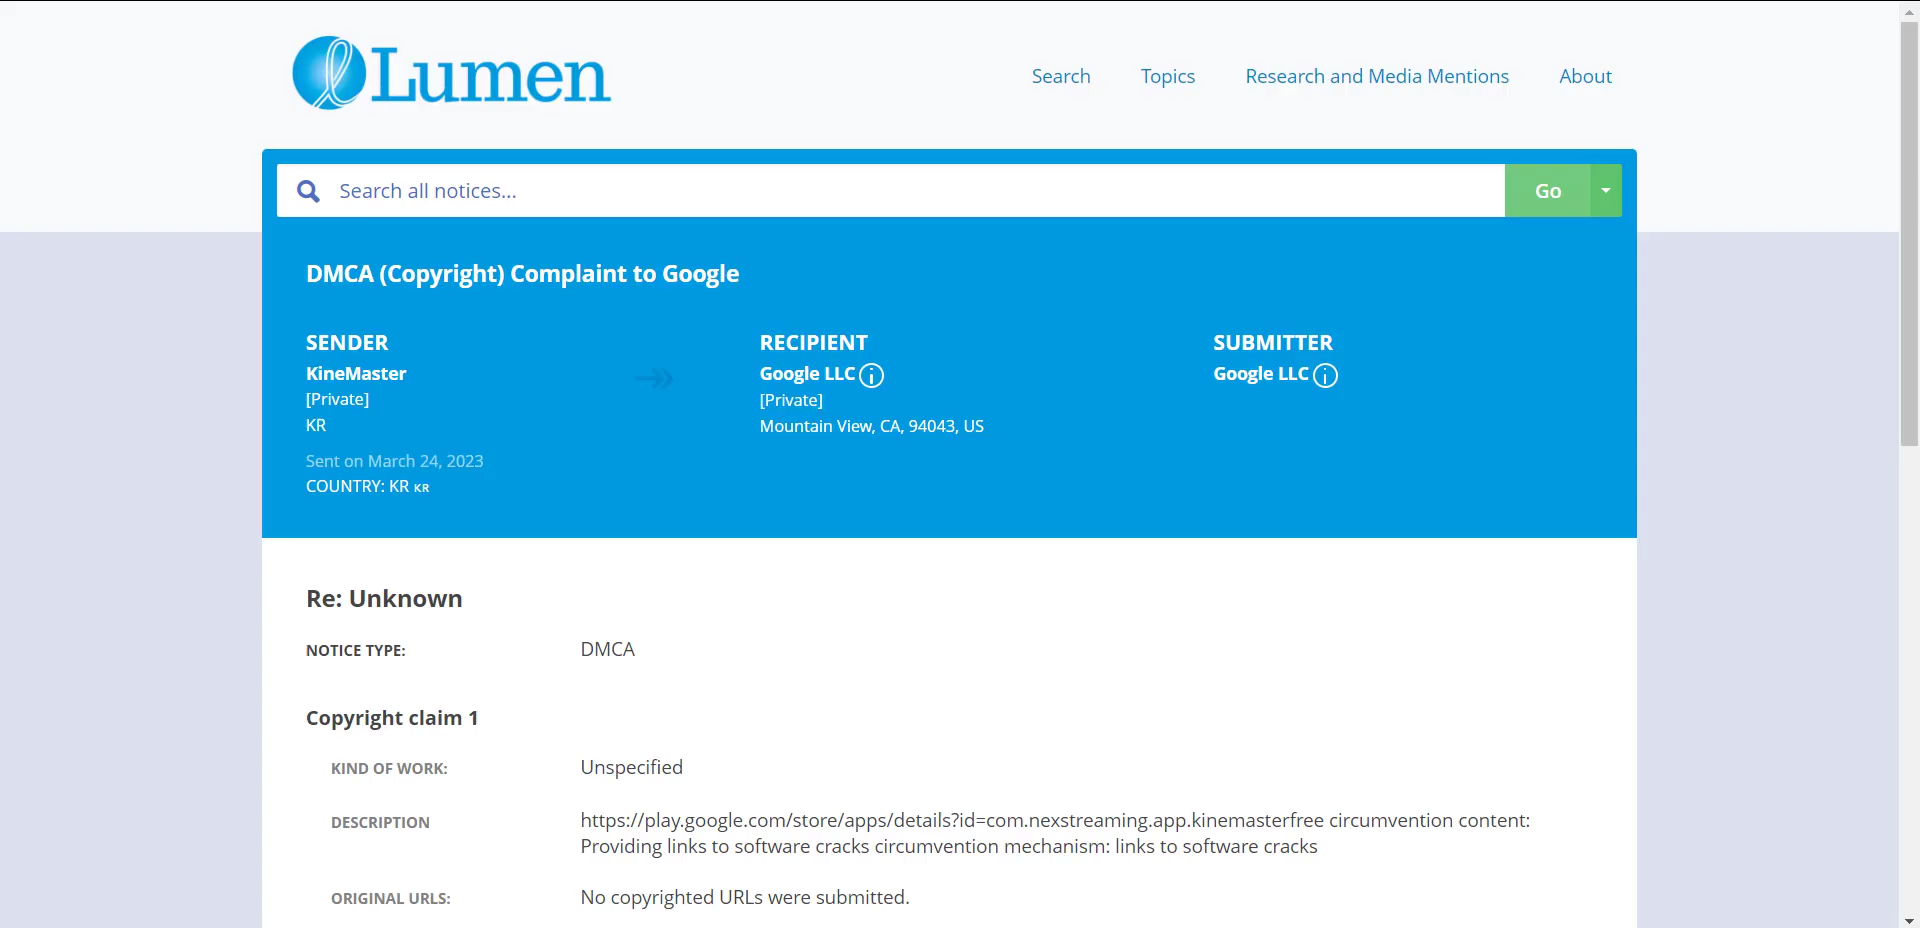 Lumen
Search
Topics
Research and Media Mentions
About
Search all notices...
Go
DMCA (Copyright) Complaint to Google
SENDER
KineMaster
[Private]
KR
Sent on March 24, 2023
COUNTRY: KR KR
RECIPIENT
Google LLC
[Private]
Mountain View, CA, 94043, US
SUBMITTER
Google LLC
Re: Unknown
NOTICE TYPE:
DMCA
Copyright claim 1
KIND OF WORK:
Unspecified
DESCRIPTION
https://play.google.com/store/apps/details?id=com.nexstreaming.app.kinemasterfree circumvention content:
Providing links to software cracks circumvention mechanism: links to software cracks
ORIGINAL URLS:
No copyrighted URLs were submitted.